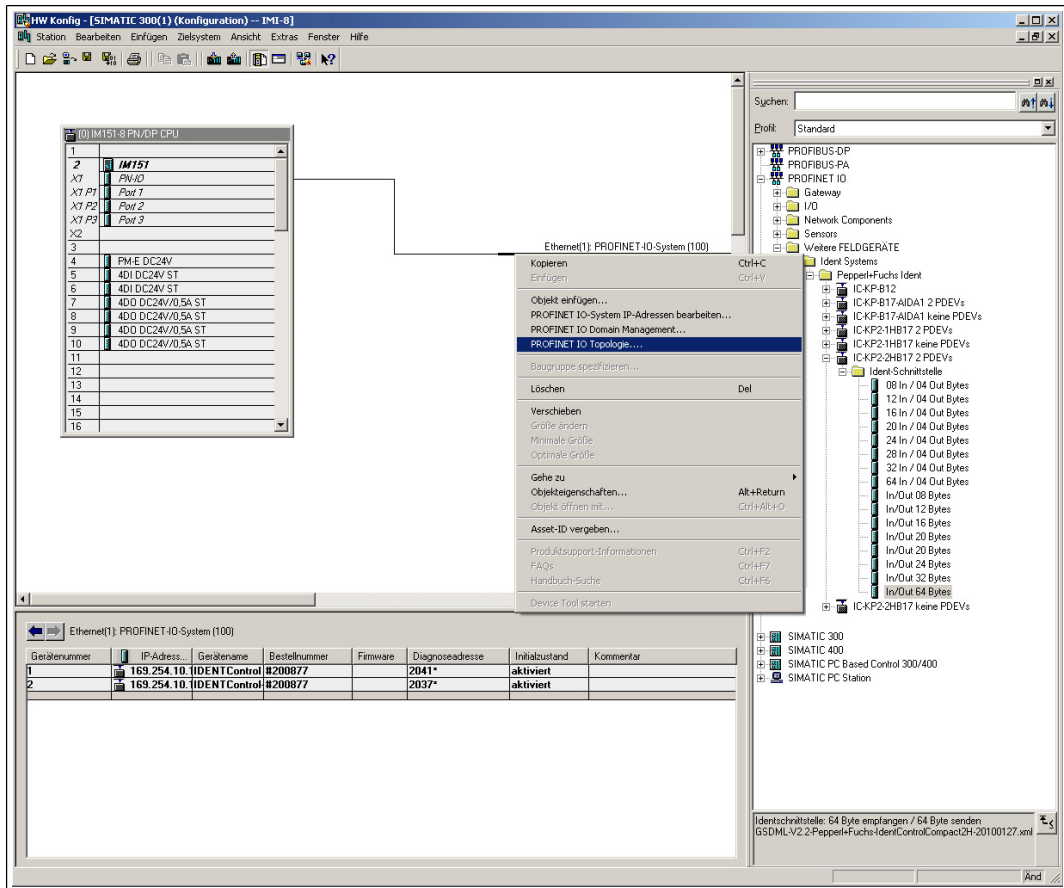 HW Konfig - [SIMATIC 300(1) (Konfiguration) -- IMI-8]
Station Bearbeiten Einfügen Zielsystem Ansicht Extras Fenster Hilfe
(0) IM151-8 PN/DP CPU
1
2 IM151
X1 PN-IO
X1 P1 Port 1
X1 P2 Port 2
X1 P3 Port 3
X2
3
4 PM-E DC24V
5 4DI DC24V ST
6 4DI DC24V ST
7 4DO DC24V/0,5A ST
8 4DO DC24V/0,5A ST
9 4DO DC24V/0,5A ST
10 4DO DC24V/0,5A ST
11
12
13
14
15
16
Ethernet(1): PROFINET-IO-System (100)
Kopieren Ctrl+C
Einfügen Ctrl+V
Objekt einfügen...
PROFINET IO-System IP-Adressen bearbeiten...
PROFINET IO Domain Management...
PROFINET IO Topologie....
Baugruppe spezifizieren...
Löschen Del
Verschieben
Größe ändern
Minimale Größe
Optimale Größe
Gehe zu
Objekteigenschaften... Alt+Return
Objekt öffnen mit... Ctrl+Alt+O
Asset-ID vergeben...
Produktsupport-Informationen Ctrl+F2
FAQs Ctrl+F7
Handbuch-Suche Ctrl+F6
Device Tool starten
Suchen:
Profil: Standard
PROFIBUS-DP
PROFIBUS-PA
PROFINET IO
Gateway
I/O
Network Components
Sensors
Weitere FELDGERÄTE
Ident Systems
Pepperl+Fuchs Ident
IC-KP-B12
IC-KP-B17-AIDA1 2 PDEVs
IC-KP-B17-AIDA1 keine PDEVs
IC-KP2-1HB17 2 PDEVs
IC-KP2-1HB17 keine PDEVs
IC-KP2-2HB17 2 PDEVs
Ident-Schnittstelle
08 In / 04 Out Bytes
12 In / 04 Out Bytes
16 In / 04 Out Bytes
20 In / 04 Out Bytes
24 In / 04 Out Bytes
28 In / 04 Out Bytes
32 In / 04 Out Bytes
64 In / 04 Out Bytes
In/Out 08 Bytes
In/Out 12 Bytes
In/Out 16 Bytes
In/Out 20 Bytes
In/Out 20 Bytes
In/Out 24 Bytes
In/Out 32 Bytes
In/Out 64 Bytes
IC-KP2-2HB17 keine PDEVs
SIMATIC 300
SIMATIC 400
SIMATIC PC Based Control 300/400
SIMATIC PC Station
Ethernet(1): PROFINET-IO-System (100)
Gerätenummer IP-Adress... Gerätename Bestellnummer Firmware Diagnoseadresse Initialzustand Kommentar
1 169.254.10.1 IDENTControl #200877 2041* aktiviert
2 169.254.10.1 IDENTControl- #200877 2037* aktiviert
Identschnittstelle: 64 Byte empfangen / 64 Byte senden
GSDML-V2.2-Pepperl+Fuchs-IdentControlCompact2H-20100127.xml
Änd